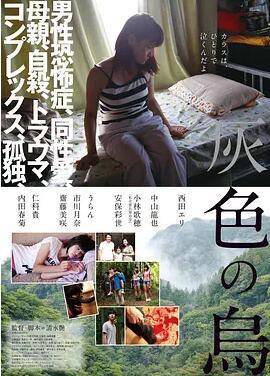 男性恐怖症、同性愛、
母親、自殺、トラウマ、
コンプレックス、孤独、
カラスは、
ひとりで
泣くんだよ
灰色の烏
西田エリ
中山龍也
小林歌穂
安保彩世
うらん
市川月奈
齋藤美咲
仁科貴
内田春菊
監督・脚本=清水艶